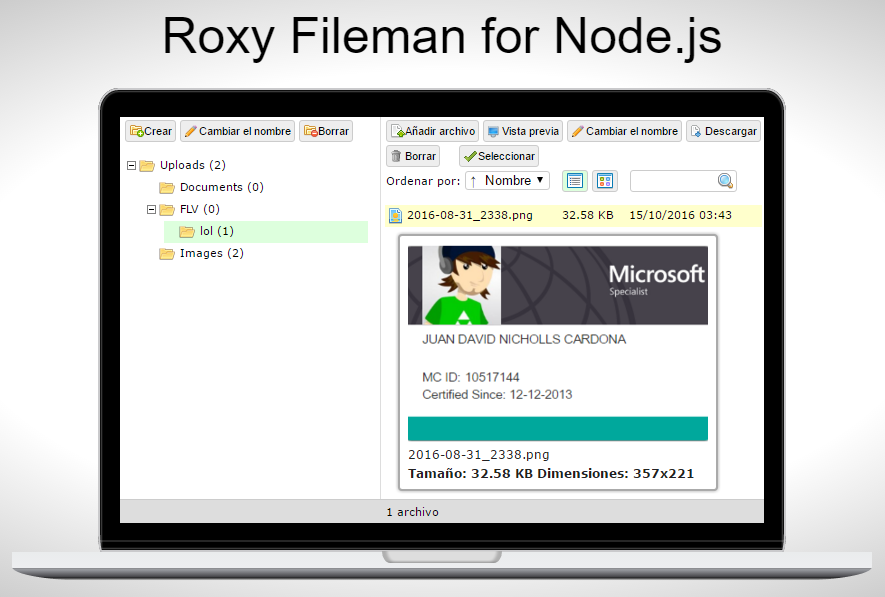 Roxy Fileman for Node.js
Crear Cambiar el nombre Borrar
Uploads (2)
Documents (0)
FLV (0)
lol (1)
Images (2)
Añadir archivo Vista previa Cambiar el nombre Descargar
Borrar Seleccionar
Ordenar por: ↑ Nombre ▼
2016-08-31_2338.png 32.58 KB 15/10/2016 03:43
Microsoft
Specialist
JUAN DAVID NICHOLLS CARDONA
MC ID: 10517144
Certified Since: 12-12-2013
2016-08-31_2338.png
Tamaño: 32.58 KB Dimensiones: 357x221
1 archivo